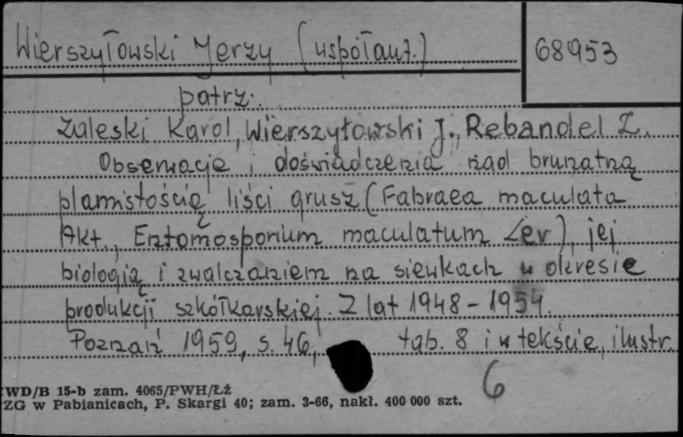 Wierszyłowski Jerzy (współaut.)
68953
patrz:
Zaleski Karol, Wierszyłowski J., Rebandel Z.
Obserwacje i doświadczenia nad brunatną
plamistością liści grusz (Fabraea maculata
Akt., Entomosporium maculatum Lev), jej
biologią i zwalczaniem na siewkach w okresie
produkcji szkółkarskiej. Z lat 1948-1954.
Poznań 1959, s. 46, tab. 8 i w tekście, ilustr.
6
WD/B 15-b zam. 4065/PWH/Łż
ZG w Pabianicach, P. Skargi 40; zam. 3-66, nakł. 400 000 szt.